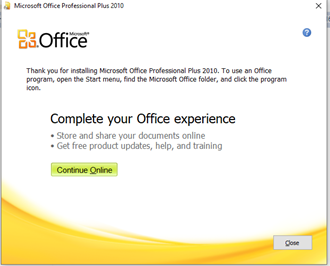 Microsoft Office Professional Plus 2010
Microsoft®
Office
Thank you for installing Microsoft Office Professional Plus 2010. To use an Office
program, open the Start menu, find the Microsoft Office folder, and click the program
icon.
Complete your Office experience
• Store and share your documents online
• Get free product updates, help, and training
Continue Online
Close